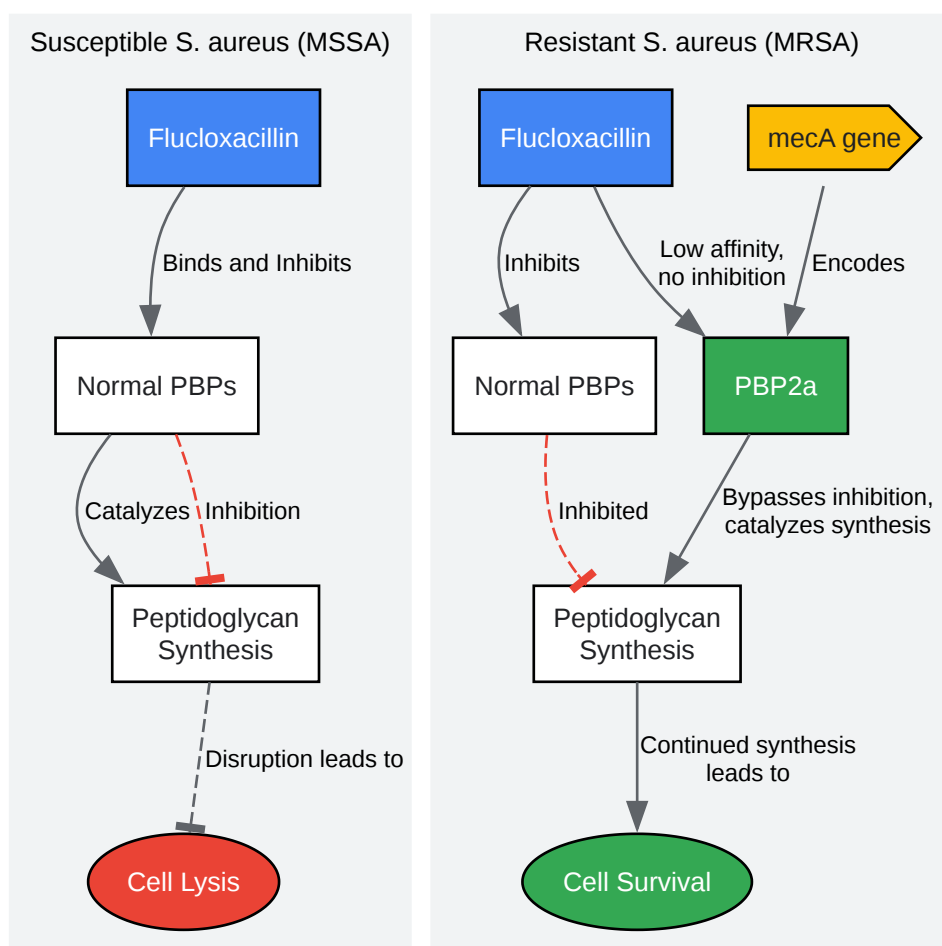 Susceptible S. aureus (MSSA)
Flucloxacillin
Binds and Inhibits
Normal PBPs
Catalyzes
Inhibition
Peptidoglycan
Synthesis
Disruption leads to
Cell Lysis
Resistant S. aureus (MRSA)
Flucloxacillin
mecA gene
Inhibits
Low affinity,
no inhibition
Encodes
Normal PBPs
PBP2a
Inhibited
Bypasses inhibition,
catalyzes synthesis
Peptidoglycan
Synthesis
Continued synthesis
leads to
Cell Survival